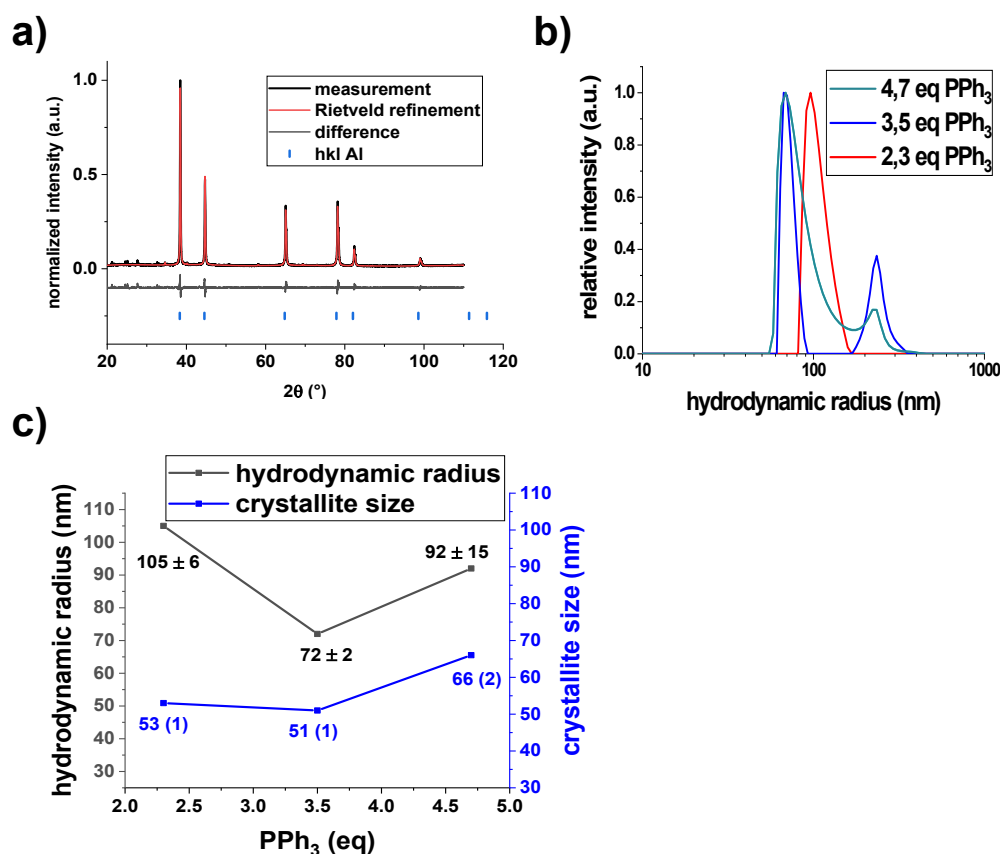 a)
normalized intensity (a.u.)
1.0
0.5
0.0
measurement
Rietveld refinement
difference
hkl Al
20 40 60 80 100 120
2θ (°)
b)
relative intensity (a.u.)
1.0
0.8
0.6
0.4
0.2
0.0
4,7 eq PPh₃
3,5 eq PPh₃
2,3 eq PPh₃
10 100 1000
hydrodynamic radius (nm)
c)
hydrodynamic radius
crystallite size
hydrodynamic radius (nm)
110
100
90
80
70
60
50
40
30
105 ± 6
72 ± 2
92 ± 15
53 (1)
51 (1)
66 (2)
110
100
90
80
70
60
50
40
30
crystallite size (nm)
2.0 2.5 3.0 3.5 4.0 4.5 5.0
PPh₃ (eq)